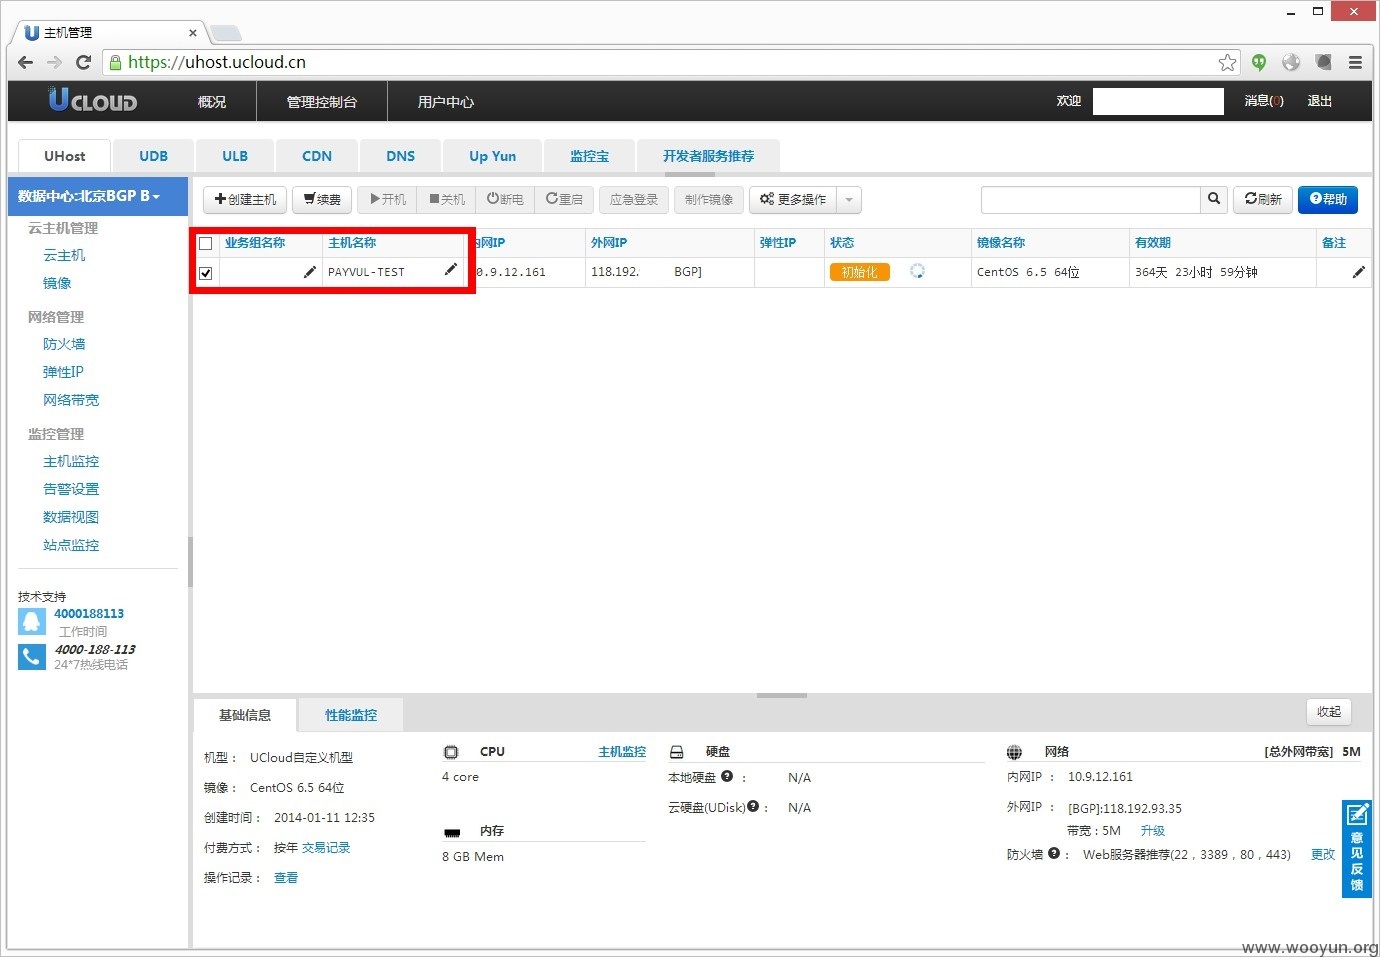 主机管理
https://uhost.ucloud.cn
UCLOUD 概况 管理控制台 用户中心 欢迎 消息(0) 退出
UHost UDB ULB CDN DNS Up Yun 监控宝 开发者服务推荐
数据中心:北京BGP B
创建主机 续费 开机 关机 断电 重启 应急登录 制作镜像 更多操作 刷新 帮助
云主机管理
云主机
镜像
网络管理
防火墙
弹性IP
网络带宽
监控管理
主机监控
告警设置
数据视图
站点监控
技术支持
4000188113
工作时间
4000-188-113
24*7热线电话
业务组名称 主机名称 内网IP 外网IP 弹性IP 状态 镜像名称 有效期 备注
PAYVUL-TEST 0.9.12.161 118.192. BGP] 初始化 CentOS 6.5 64位 364天 23小时 59分钟
基础信息 性能监控 收起
机型： UCloud自定义机型
镜像： CentOS 6.5 64位
创建时间： 2014-01-11 12:35
付费方式： 按年 交易记录
操作记录： 查看
CPU 主机监控
4 core
内存
8 GB Mem
硬盘
本地硬盘 ： N/A
云硬盘(UDisk) ： N/A
网络 [总外网带宽] 5M
内网IP ： 10.9.12.161
外网IP ： [BGP]:118.192.93.35
带宽：5M 升级
防火墙 ： Web服务器推荐(22，3389，80，443) 更改
意见反馈
www.wooyun.org